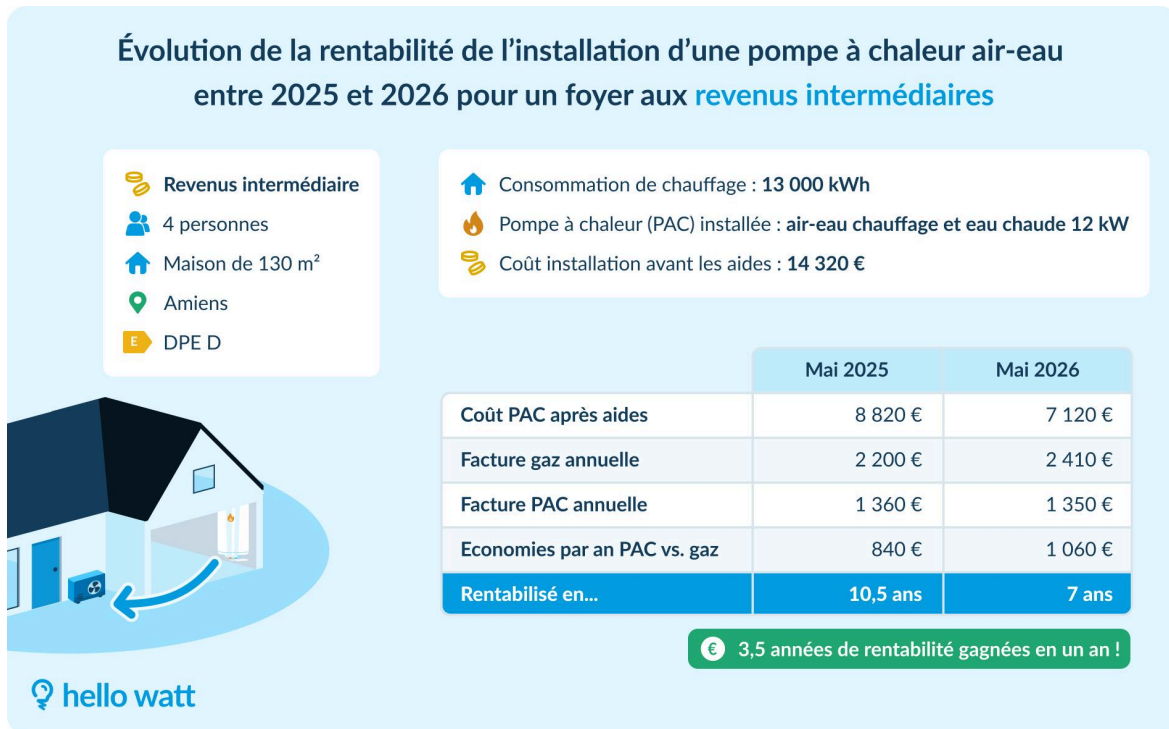 Évolution de la rentabilité de l’installation d’une pompe à chaleur air-eau
entre 2025 et 2026 pour un foyer aux revenus intermédiaires
Revenus intermédiaire
4 personnes
Maison de 130 m²
Amiens
E DPE D
Consommation de chauffage : 13 000 kWh
Pompe à chaleur (PAC) installée : air-eau chauffage et eau chaude 12 kW
Coût installation avant les aides : 14 320 €
Mai 2025 Mai 2026
Coût PAC après aides 8 820 € 7 120 €
Facture gaz annuelle 2 200 € 2 410 €
Facture PAC annuelle 1 360 € 1 350 €
Economies par an PAC vs. gaz 840 € 1 060 €
Rentabilisé en... 10,5 ans 7 ans
€ 3,5 années de rentabilité gagnées en un an !
hello watt